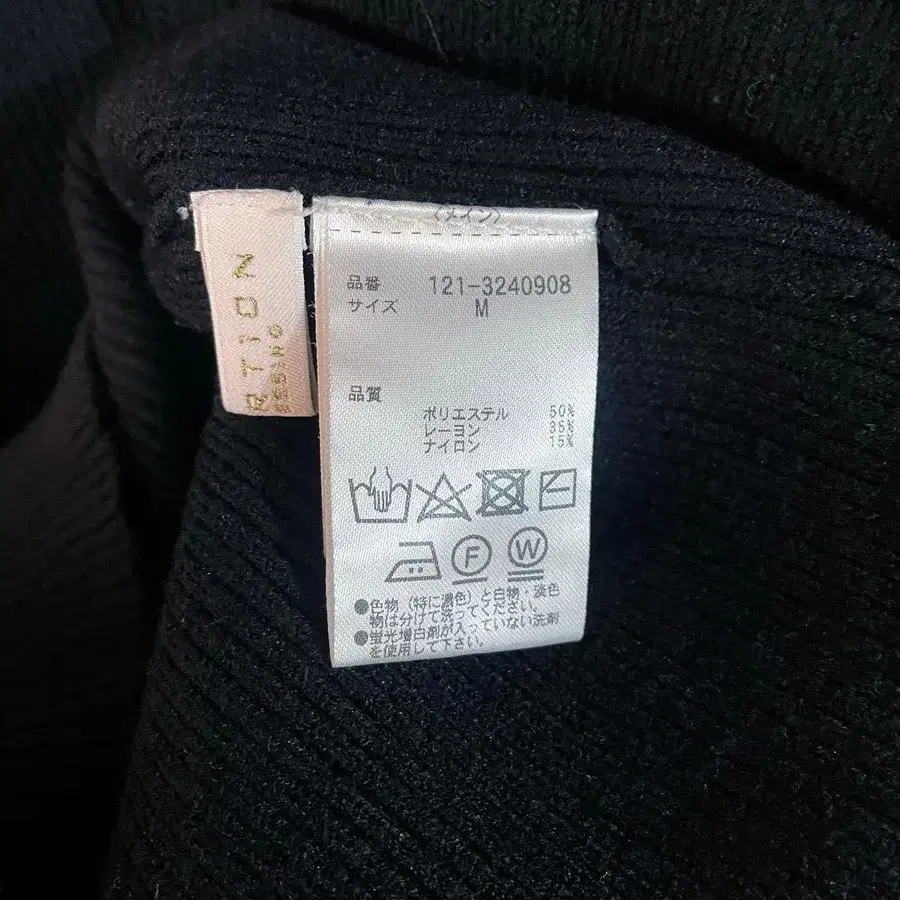 RTION
ESSING
〈メイン〉
品番 121-3240908
サイズ M
品質
ポリエステル 50%
レーヨン 35%
ナイロン 15%
F
W
●色物（特に濃色）と白物・淡色
物は分けて洗ってください。
●蛍光増白剤が入っていない洗剤
を使用して下さい。